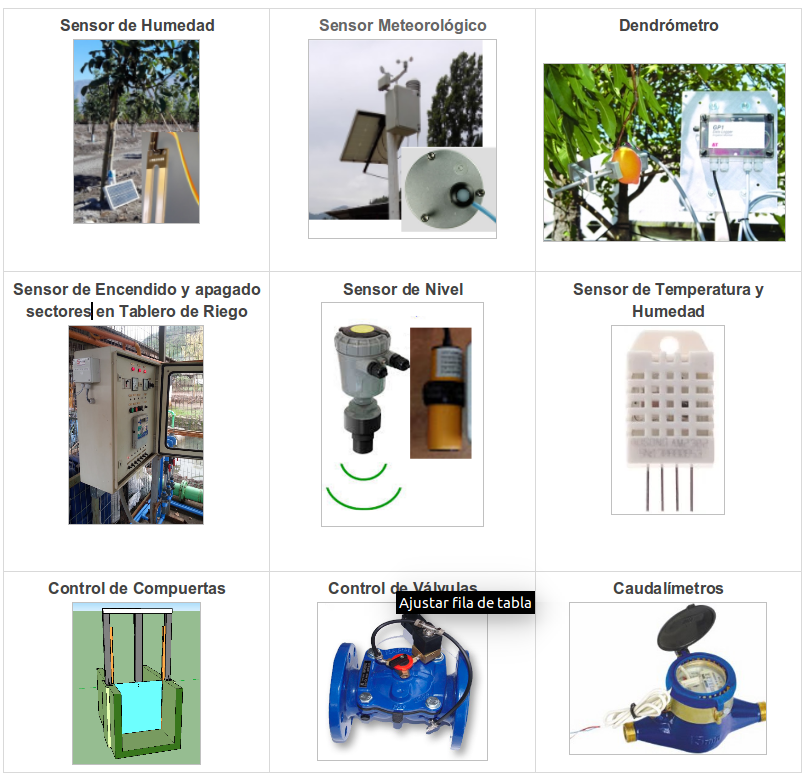 Sensor de Humedad
Sensor Meteorológico
Dendrómetro
GP1
Sensor de Encendido y apagado
sectores en Tablero de Riego
Sensor de Nivel
Sensor de Temperatura y
Humedad
Control de Compuertas
Control de Válvulas
Ajustar fila de tabla
Caudalímetros